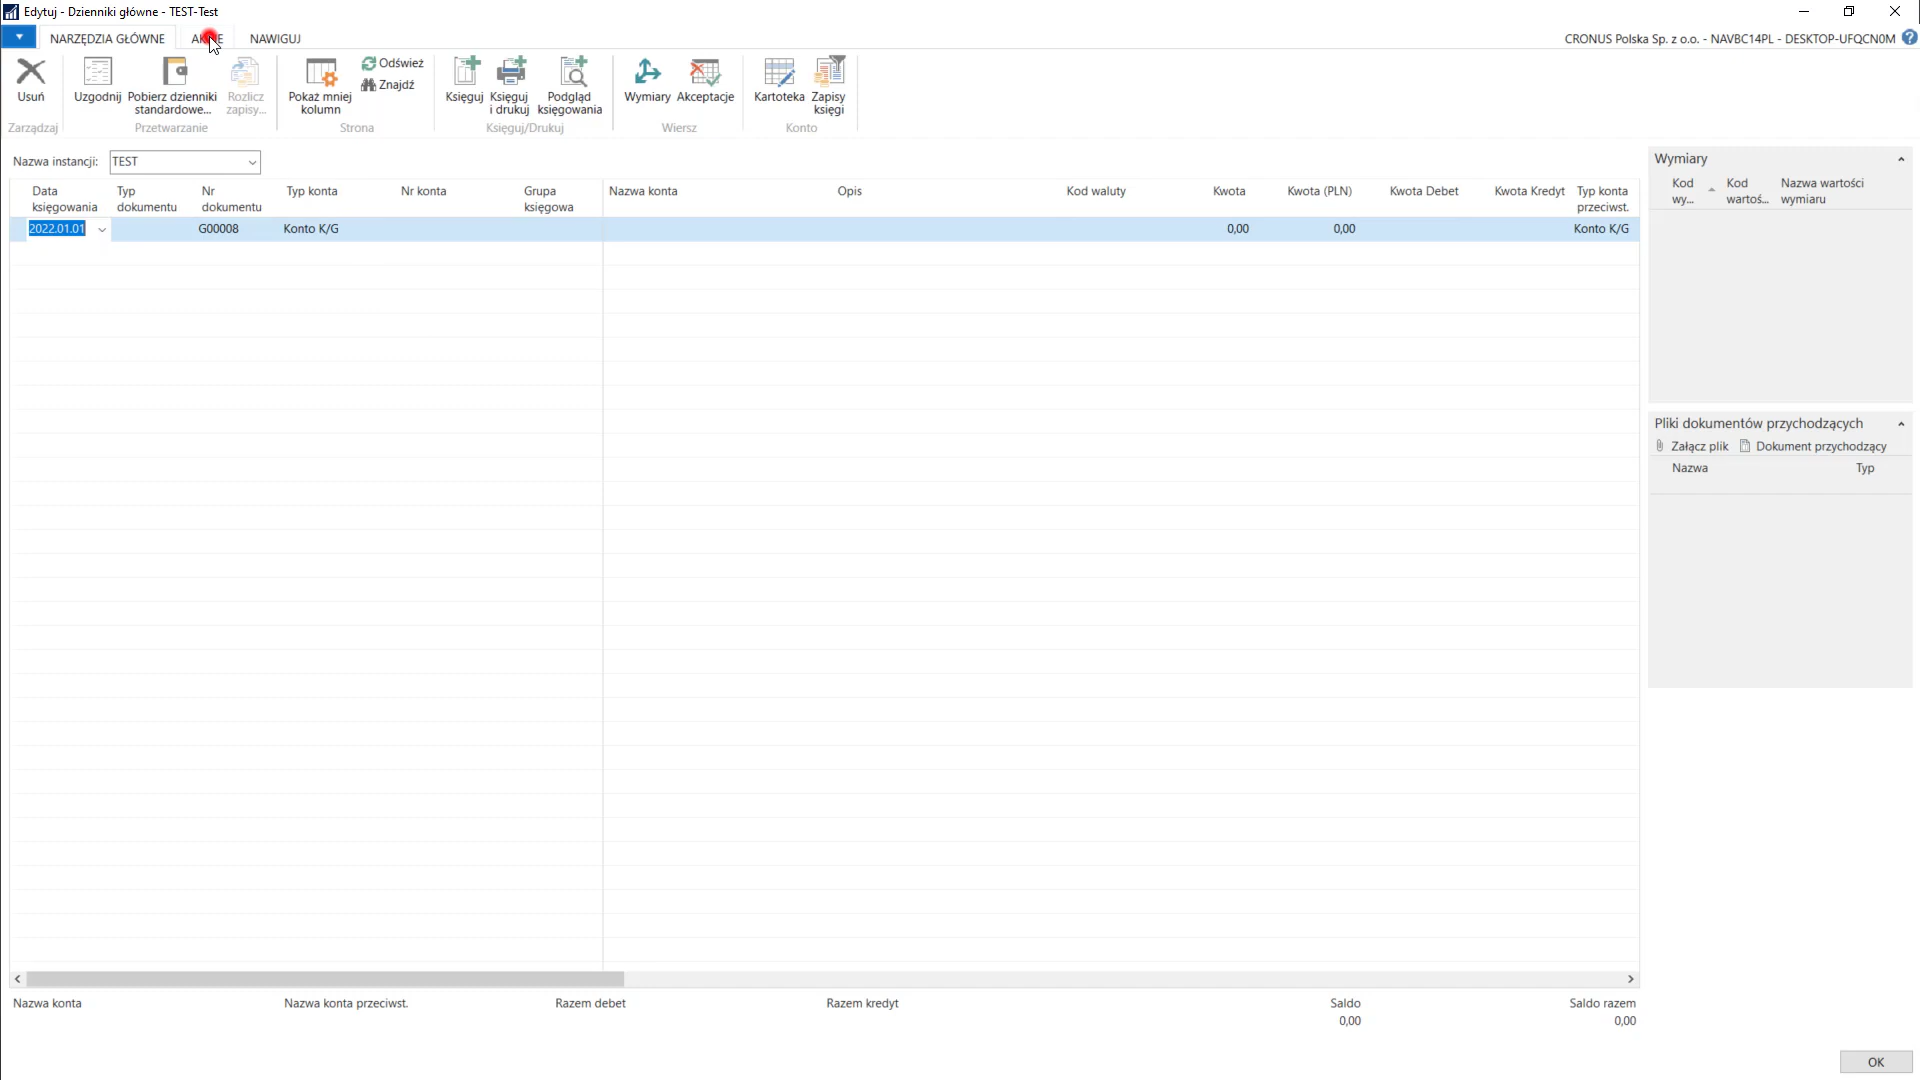 Edytuj - Dzienniki główne - TEST-Test
NARZĘDZIA GŁÓWNE
NAWIGUJ
CRONUS Polska Sp. z o.o. - NAVBC14PL - DESKTOP-UFQCN0M
Usuń
Uzgodnij
Pobierz dzienniki
standardowe...
Rozlicz
zapisy...
Pokaż mniej
kolumn
Odśwież
Znajdź
Księguj
Księguj
i drukuj
Podgląd
księgowania
Wymiary
Akceptacje
Kartoteka
Zapisy
księgi
Zarządzaj
Przetwarzanie
Strona
Księguj/Drukuj
Wiersz
Konto
Nazwa instancji:
TEST
Data
księgowania
Typ
dokumentu
Nr
dokumentu
Typ konta
Nr konta
Grupa
księgowa
Nazwa konta
Opis
Kod waluty
Kwota
Kwota (PLN)
Kwota Debet
Kwota Kredyt
Typ konta
przeciwst.
2022.01.01
G00008
Konto K/G
0,00
0,00
Konto K/G
Wymiary
Kod
wy...
Kod
wartoś...
Nazwa wartości
wymiaru
Pliki dokumentów przychodzących
Załącz plik
Dokument przychodzący
Nazwa
Typ
Nazwa konta
Nazwa konta przeciwst.
Razem debet
Razem kredyt
Saldo
Saldo razem
0,00
0,00
OK